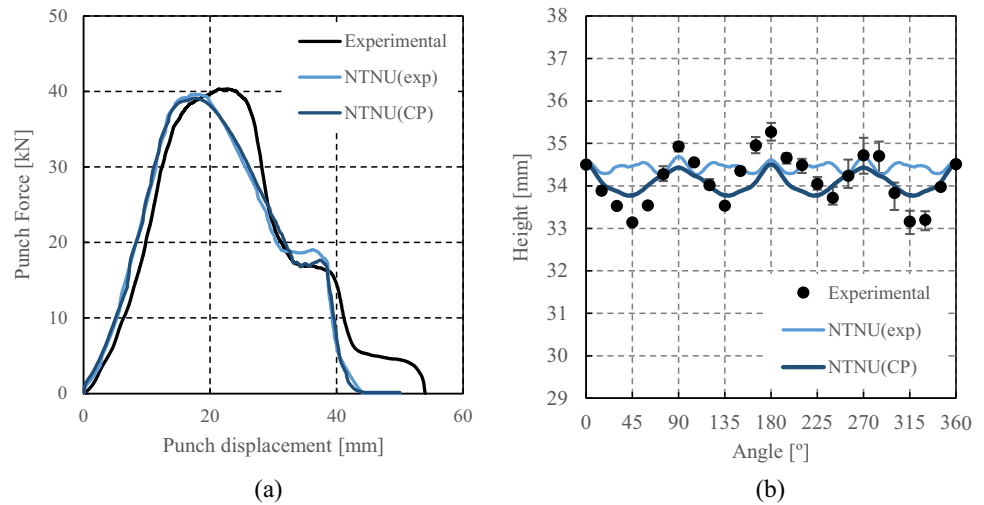 50
40
30
20
10
0
0 20 40 60
Punch Force [kN]
Punch displacement [mm]
Experimental
NTNU(exp)
NTNU(CP)
(a)
38
37
36
35
34
33
32
31
30
29
0 45 90 135 180 225 270 315 360
Height [mm]
Angle [º]
Experimental
NTNU(exp)
NTNU(CP)
(b)